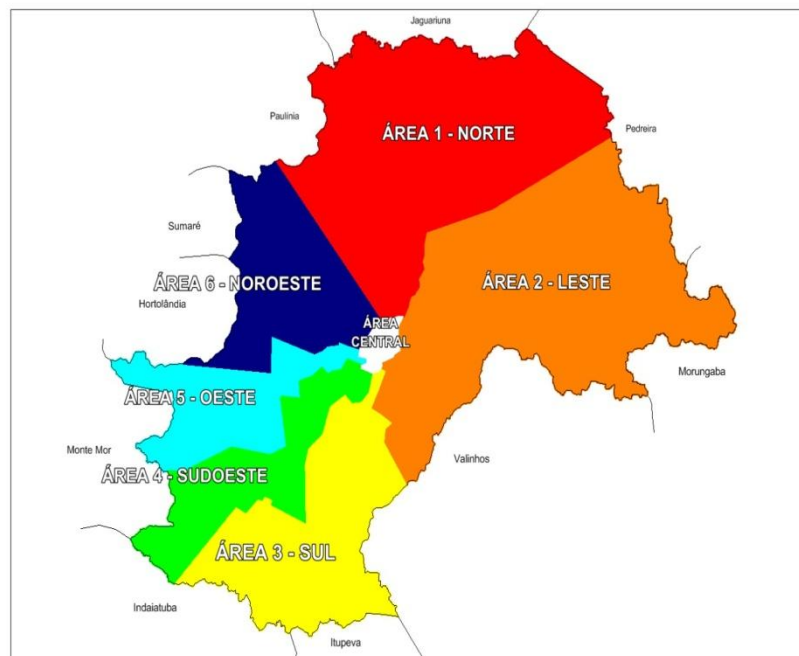 Jaguariuna
Paulínia
ÁREA 1 - NORTE
Pedreira
Sumaré
ÁREA 6 - NOROESTE
ÁREA 2 - LESTE
Hortolândia
ÁREA
CENTRAL
Morungaba
ÁREA 5 - OESTE
Monte Mor
Valinhos
ÁREA 4 - SUDOESTE
ÁREA 3 - SUL
Indaiatuba
Itupeva